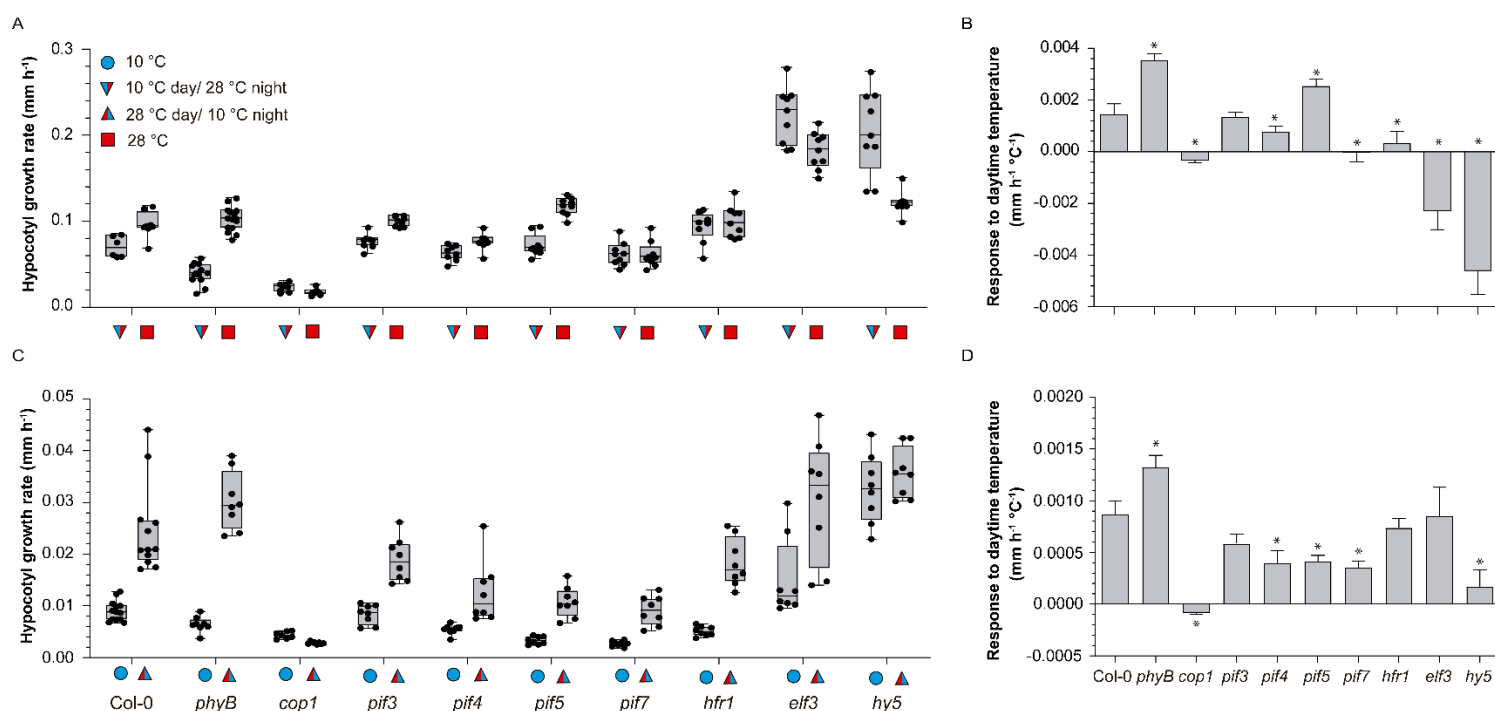 A
Hypocotyl growth rate (mm h⁻¹)
0.3
0.2
0.1
0.0
10 °C
10 °C day/ 28 °C night
28 °C day/ 10 °C night
28 °C
B
Response to daytime temperature
(mm h⁻¹ °C⁻¹)
0.004
0.002
0.000
-0.002
-0.004
-0.006
* * * * * * * *
C
Hypocotyl growth rate (mm h⁻¹)
0.05
0.04
0.03
0.02
0.01
0.00
Col-0 phyB cop1 pif3 pif4 pif5 pif7 hfr1 elf3 hy5
D
Response to daytime temperature
(mm h⁻¹ °C⁻¹)
0.0020
0.0015
0.0010
0.0005
0.0000
-0.0005
* * * * * *
Col-0 phyB cop1 pif3 pif4 pif5 pif7 hfr1 elf3 hy5